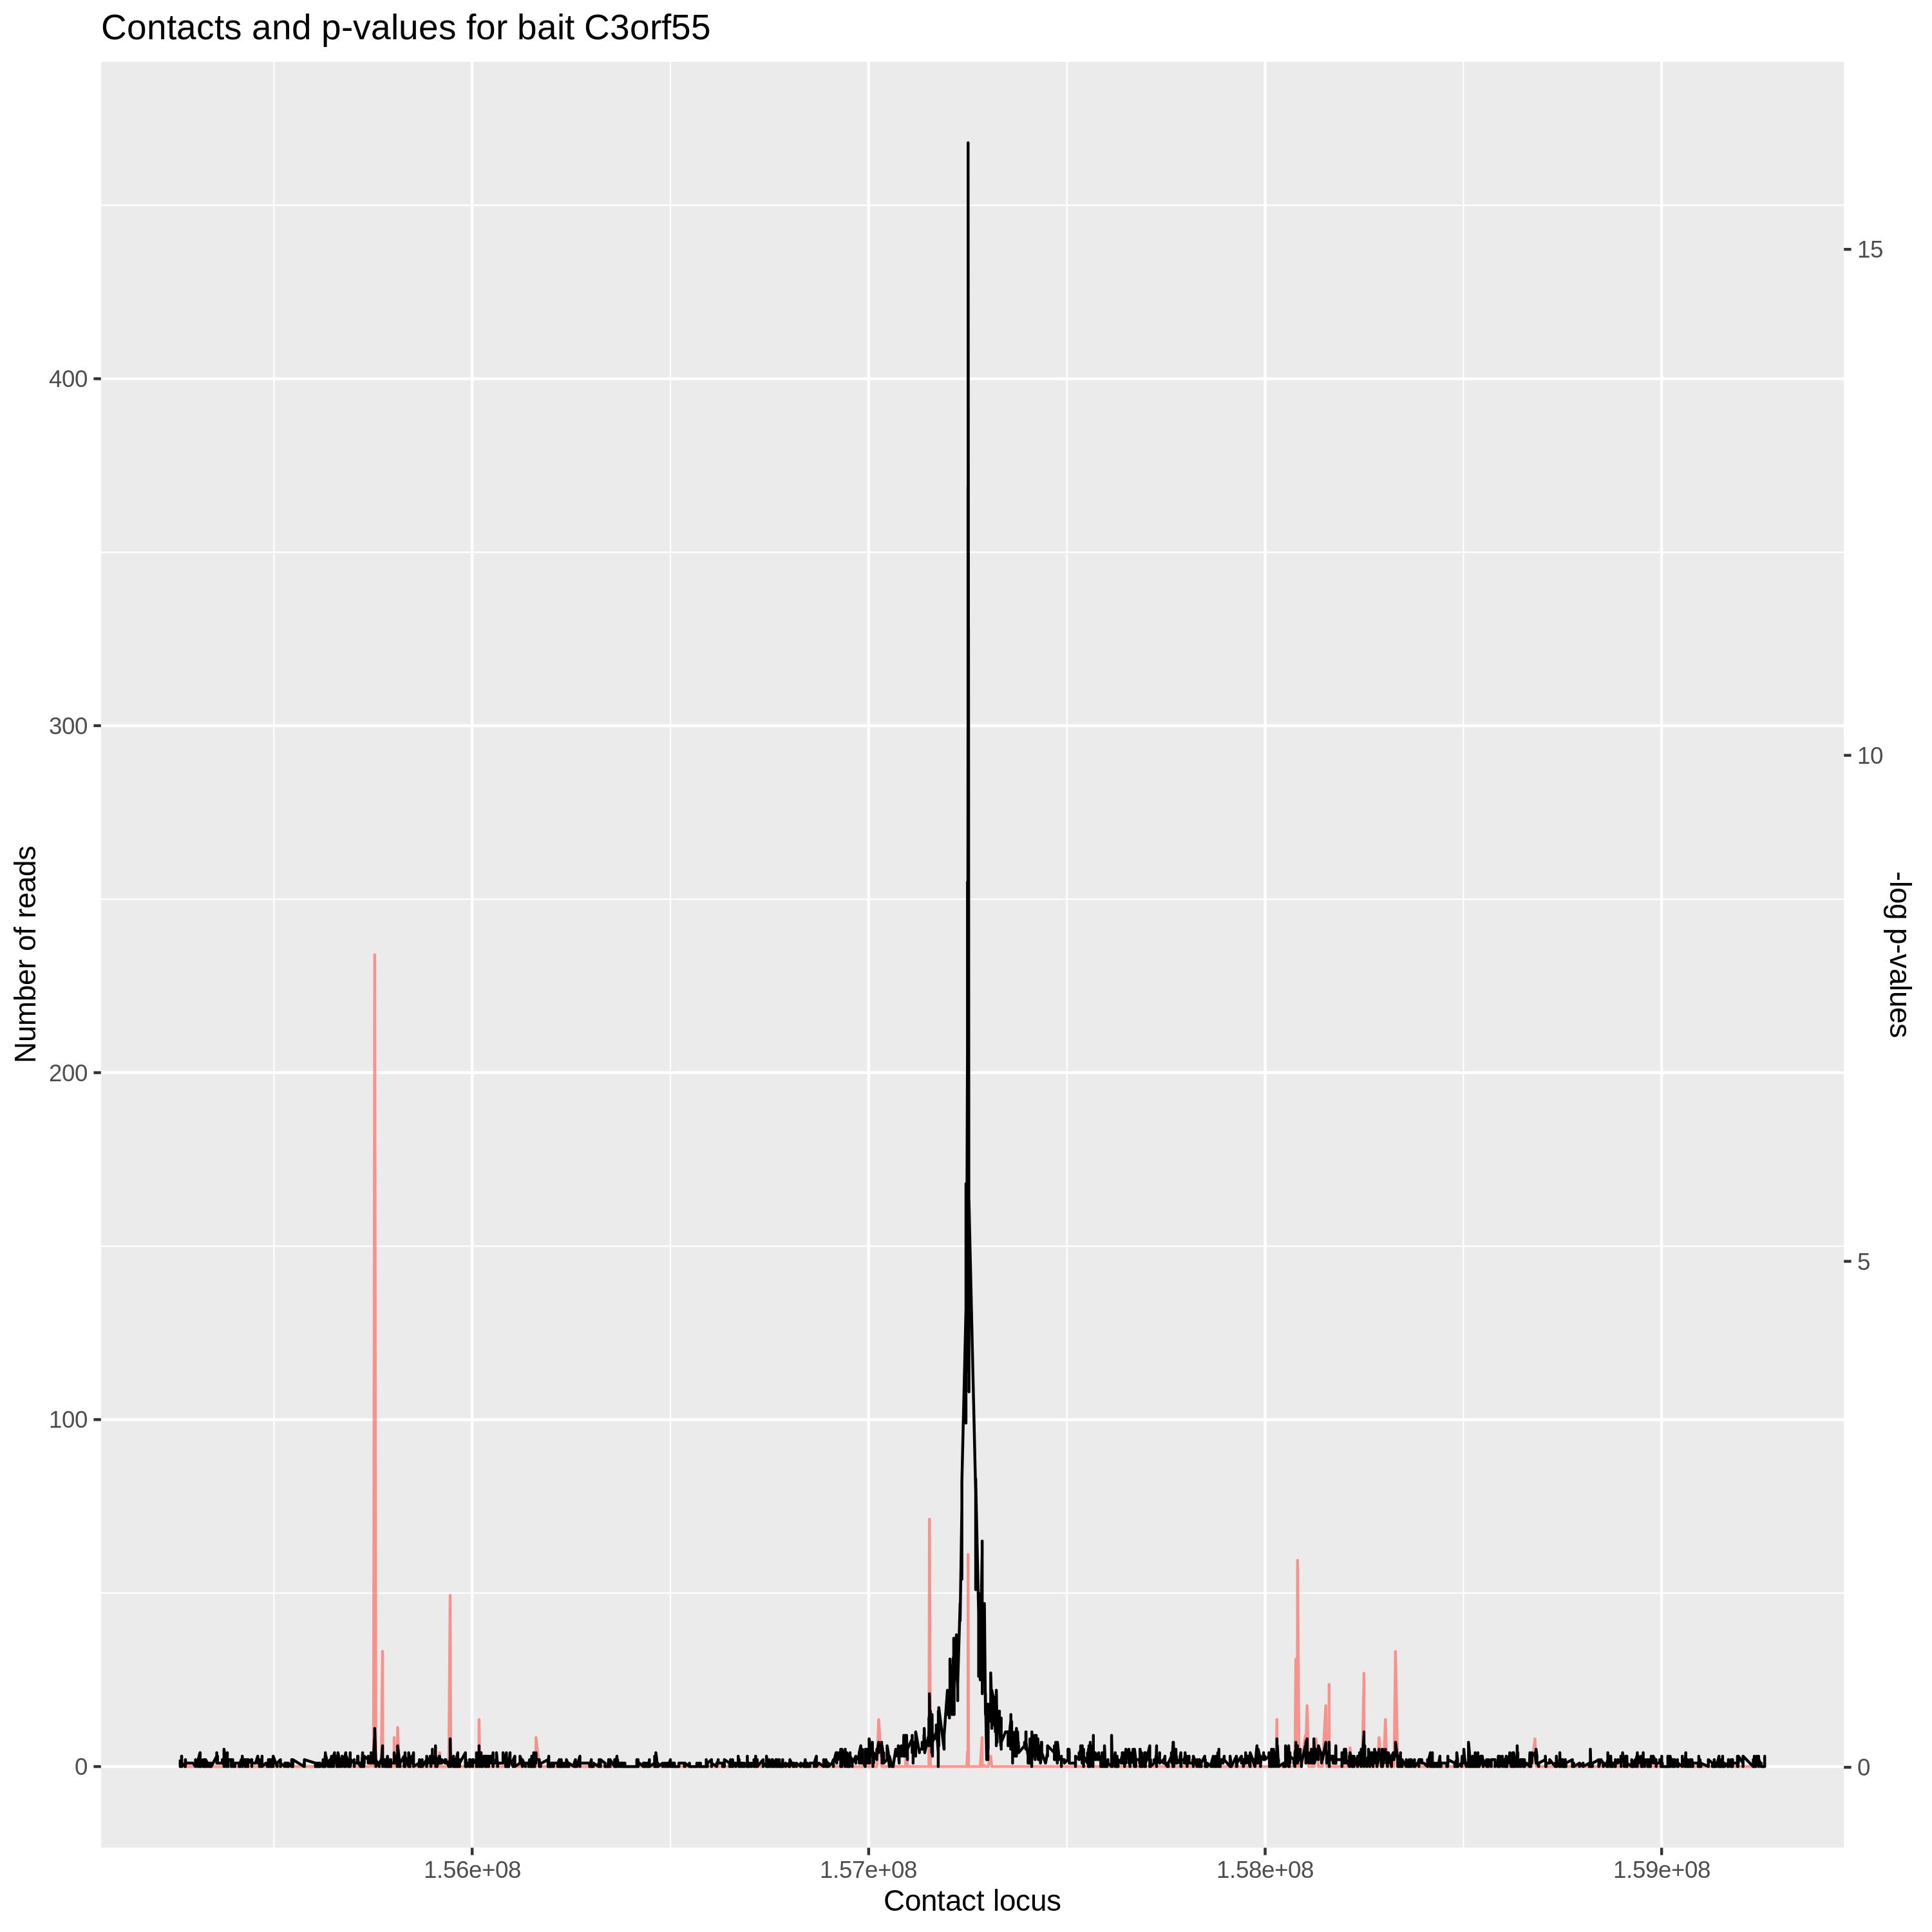 Contacts and p-values for bait C3orf55
Number of reads
400
300
200
100
0
15
10
5
0
-log p-values
1.56e+08
1.57e+08
1.58e+08
1.59e+08
Contact locus